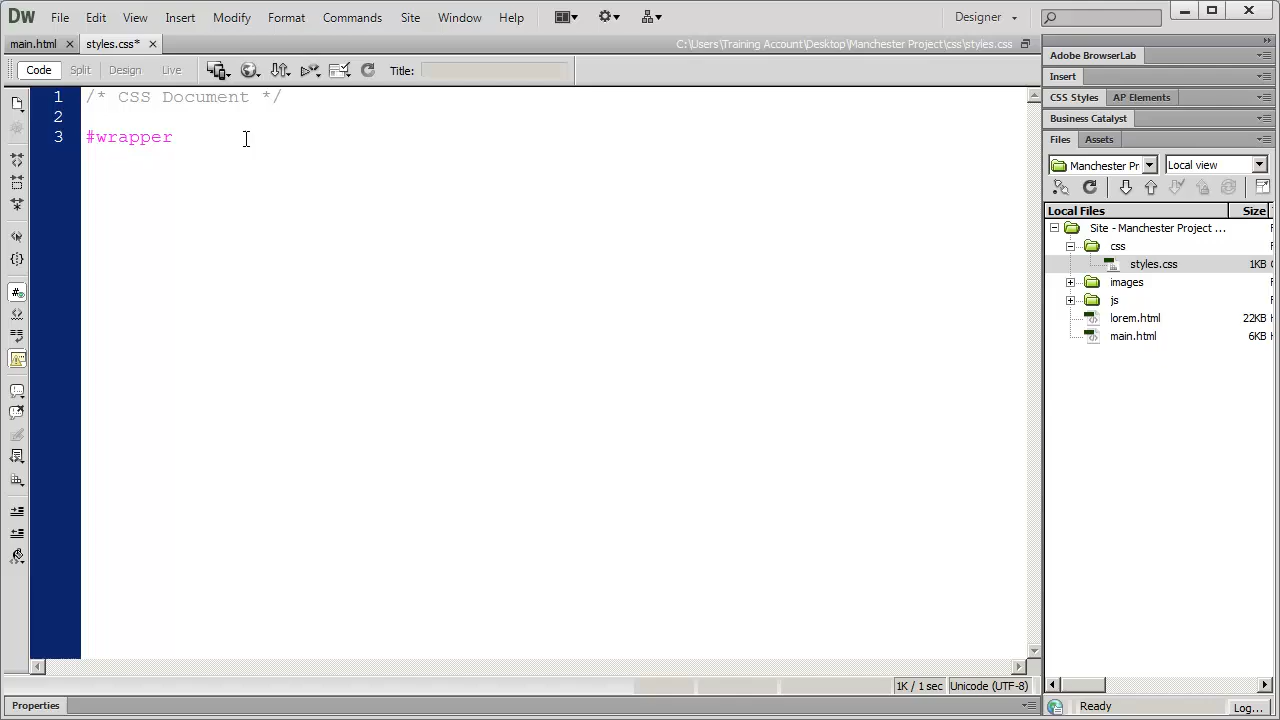 Dw File Edit View Insert Modify Format Commands Site Window Help Designer
main.html styles.css* C:\Users\Training Account\Desktop\Manchester Project\css\styles.css
Code Split Design Live Title:
1 /* CSS Document */
2
3 #wrapper
Adobe BrowserLab
Insert
CSS Styles AP Elements
Business Catalyst
Files Assets
Manchester Pr Local view
Local Files Size
Site - Manchester Project ... F
css F
styles.css 1KB C
images F
js F
lorem.html 22KB H
main.html 6KB H
1K / 1 sec Unicode (UTF-8)
Properties Ready Log...